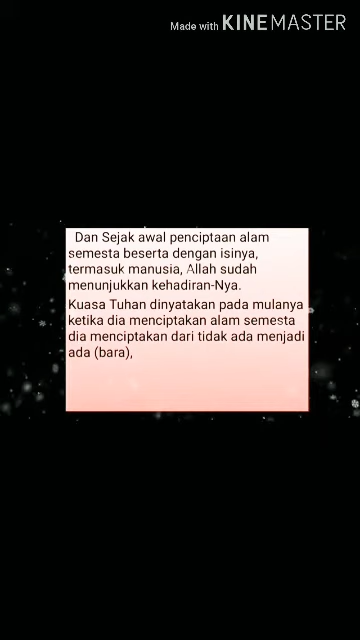 Made with KINEMASTER
Dan Sejak awal penciptaan alam
semesta beserta dengan isinya,
termasuk manusia, Allah sudah
menunjukkan kehadiran-Nya.
Kuasa Tuhan dinyatakan pada mulanya
ketika dia menciptakan alam semesta
dia menciptakan dari tidak ada menjadi
ada (bara),